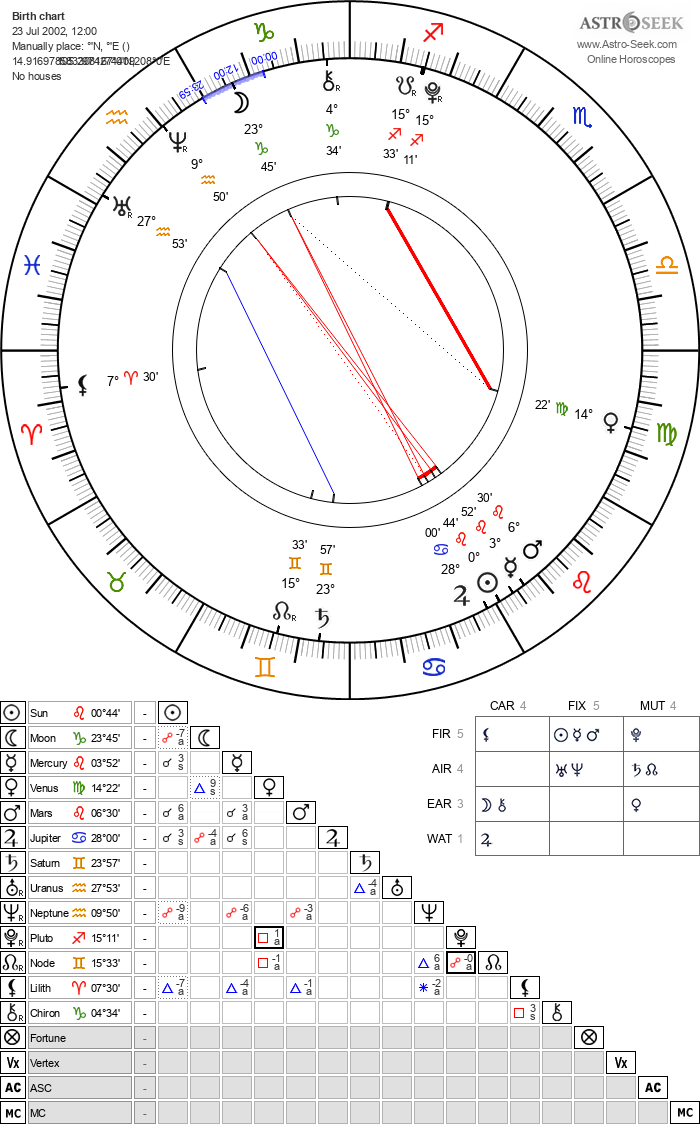 Birth chart
23 Jul 2002, 12:00
Manually place: °'N, °'E ()
No houses
ASTROSEEK
www.Astro-Seek.com
Online Horoscopes
23:59
12:00
00:00
R
4°
34'
R
R
15°
15°
33'
11'
23°
45'
R
9°
50'
R
27°
53'
7°
30'
22'
14°
30'
52'
44'
00'
6°
3°
0°
28°
33'
57'
15°
23°
R
CAR 4
FIX 5
MUT 4
FIR 5
AIR 4
EAR 3
WAT 1
Sun 00°44' -
Moon 23°45' - -7 a
Mercury 03°52' - 3 s
Venus 14°22' - 9 s
Mars 06°30' - 6 a 3 a
Jupiter 28°00' - 3 s -4 a 6 s
Saturn 23°57' -
R Uranus 27°53' - -4 a
R Neptune 09°50' - -9 a -6 a -3 a
R Pluto 15°11' - 1 a
R Node 15°33' - -1 a 6 a -0 a
Lilith 07°30' - -7 a -4 a -1 a -2 a
R Chiron 04°34' - 3 s
Fortune -
Vx Vertex - Vx
AC ASC - AC
MC MC - MC